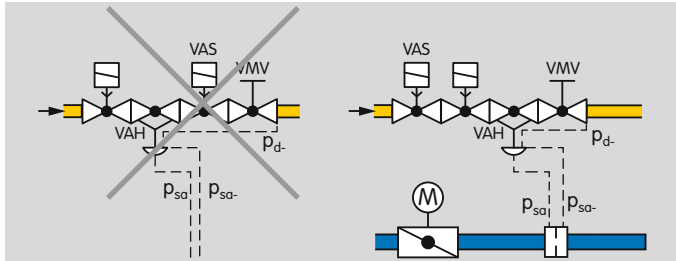 VAS
VMV
VAH
pd-
psa
psa-
VAS
VMV
VAH
pd-
psa
psa-
M